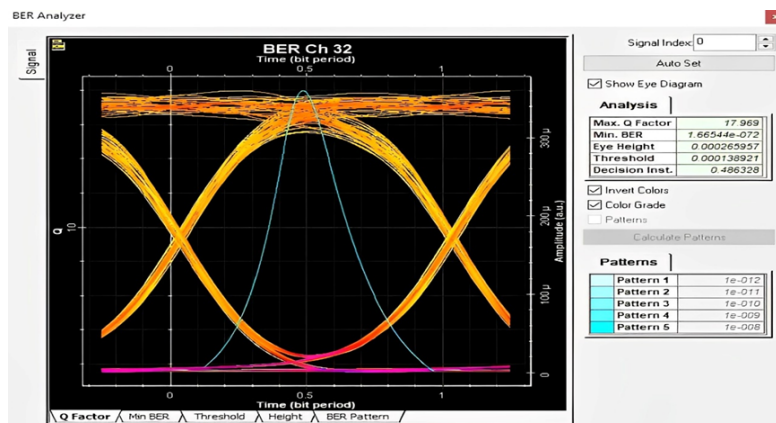 BER Analyzer
x
Signal
BER Ch 32
Time (bit period)
0 0.5 1
Q
10
Amplitude (a.u.)
300 µ
200 µ
100 µ
0
0 0.5 1
Time (bit period)
Q Factor Min BER Threshold Height BER Pattern
Signal Index: 0
Auto Set
Show Eye Diagram
Analysis
Max. Q Factor 17.969
Min. BER 1.66544e-072
Eye Height 0.000265957
Threshold 0.000138921
Decision Inst. 0.486328
Invert Colors
Color Grade
Patterns
Calculate Patterns
Patterns
Pattern 1 1e-012
Pattern 2 1e-011
Pattern 3 1e-010
Pattern 4 1e-009
Pattern 5 1e-008